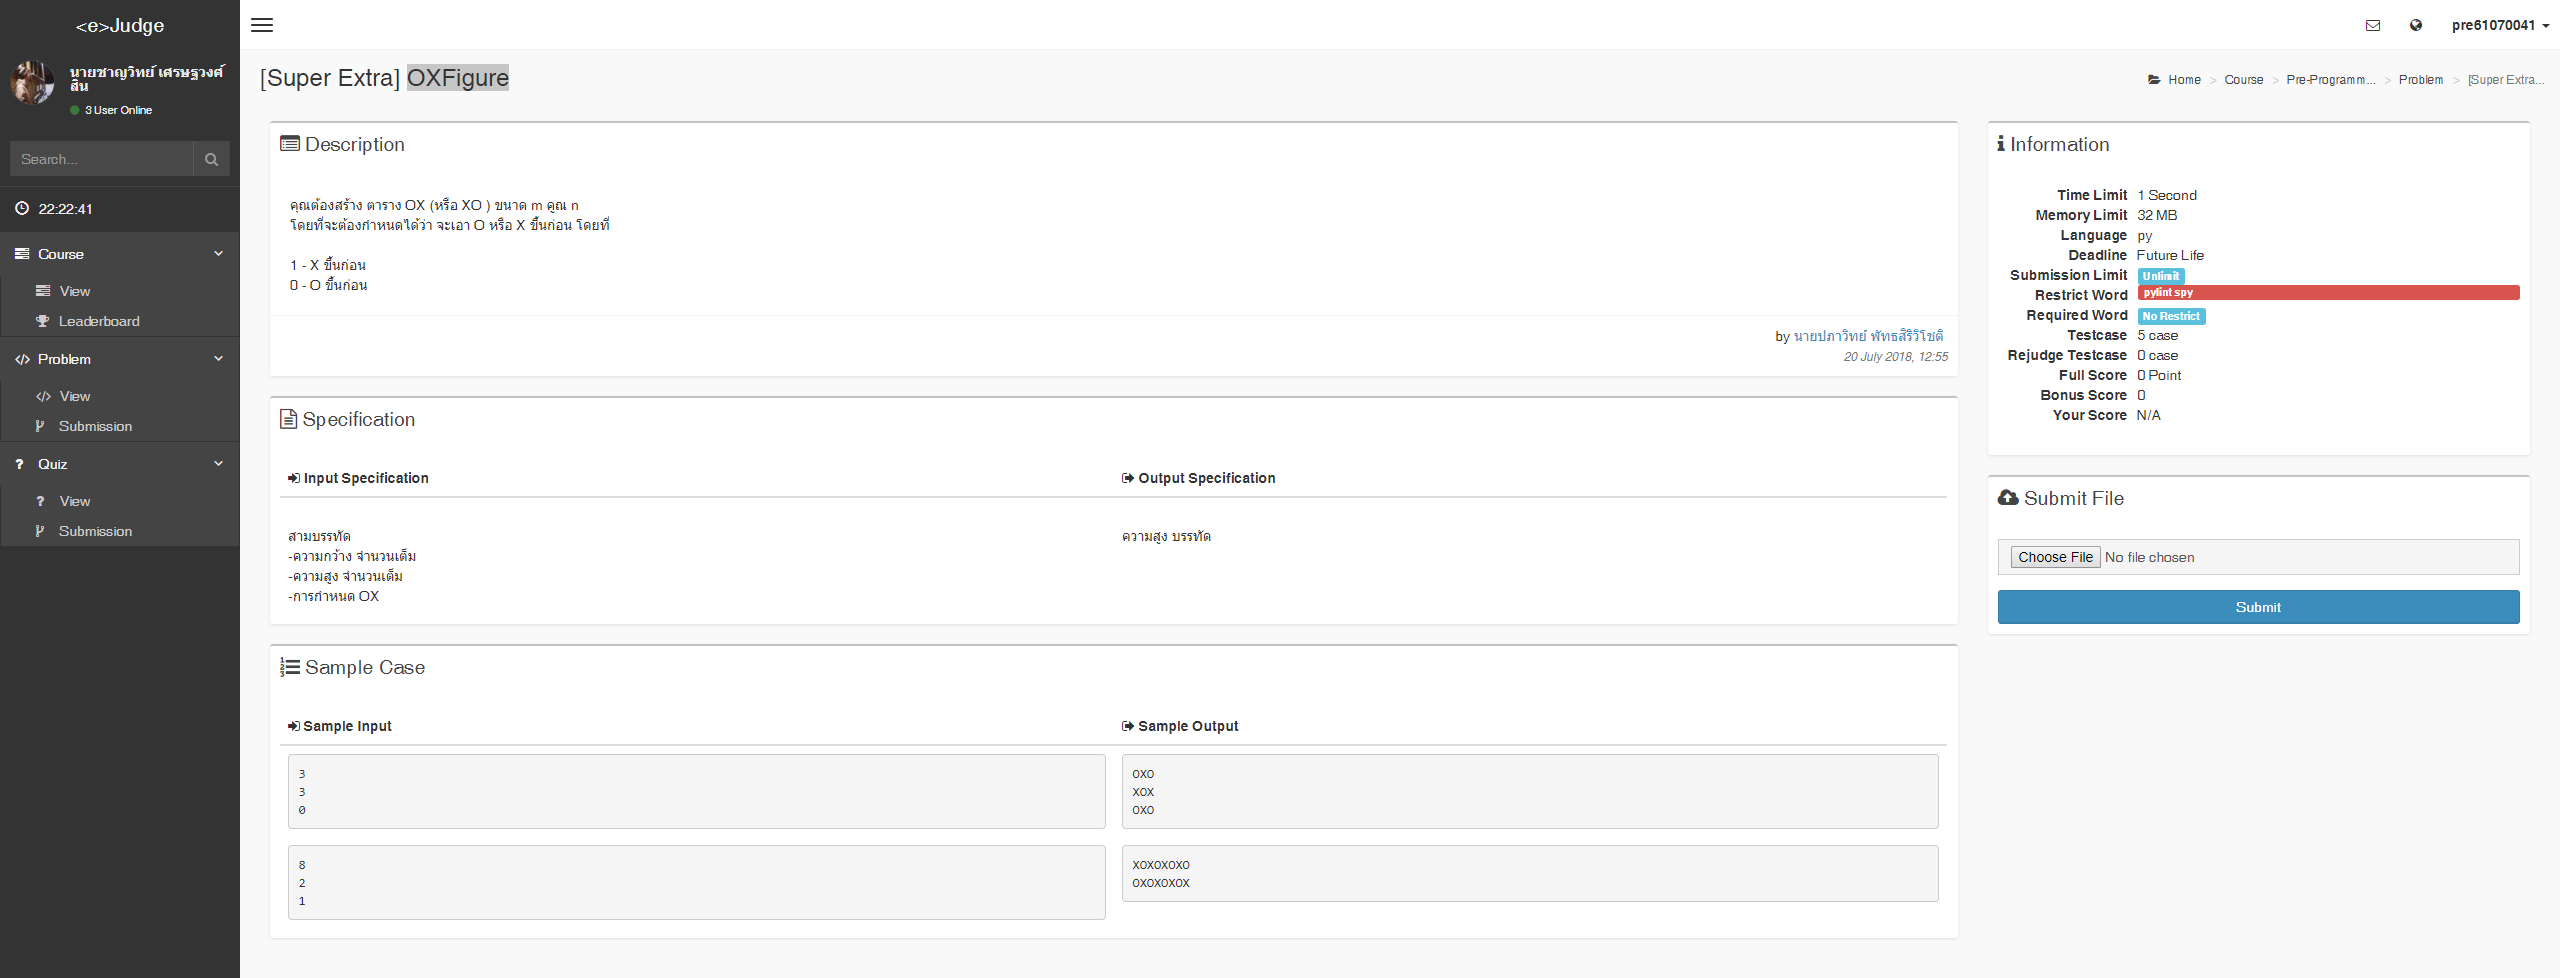 <e>Judge
pre61070041
นายชาญวิทย์ เศรษฐวงศ์
สิน
3 User Online
Search...
22:22:41
Course
View
Leaderboard
Problem
View
Submission
Quiz
View
Submission
[Super Extra] OXFigure
Home > Course > Pre-Programm... > Problem > [Super Extra...
Description
คุณต้องสร้าง ตาราง OX (หรือ XO ) ขนาด m คูณ n
โดยที่จะต้องกำหนดได้ว่า จะเอา O หรือ X ขึ้นก่อน โดยที่
1 - X ขึ้นก่อน
0 - O ขึ้นก่อน
by นายปภาวิทย์ พัทธสิริวิโชติ
20 July 2018, 12:55
Specification
Input Specification
Output Specification
สามบรรทัด
-ความกว้าง จำนวนเต็ม
-ความสูง จำนวนเต็ม
-การกำหนด OX
ความสูง บรรทัด
Sample Case
Sample Input
Sample Output
3
3
0
OXO
XOX
OXO
8
2
1
XOXOXOXO
OXOXOXOX
Information
Time Limit 1 Second
Memory Limit 32 MB
Language py
Deadline Future Life
Submission Limit Unlimit
Restrict Word pylint spy
Required Word No Restrict
Testcase 5 case
Rejudge Testcase 0 case
Full Score 0 Point
Bonus Score 0
Your Score N/A
Submit File
Choose File No file chosen
Submit